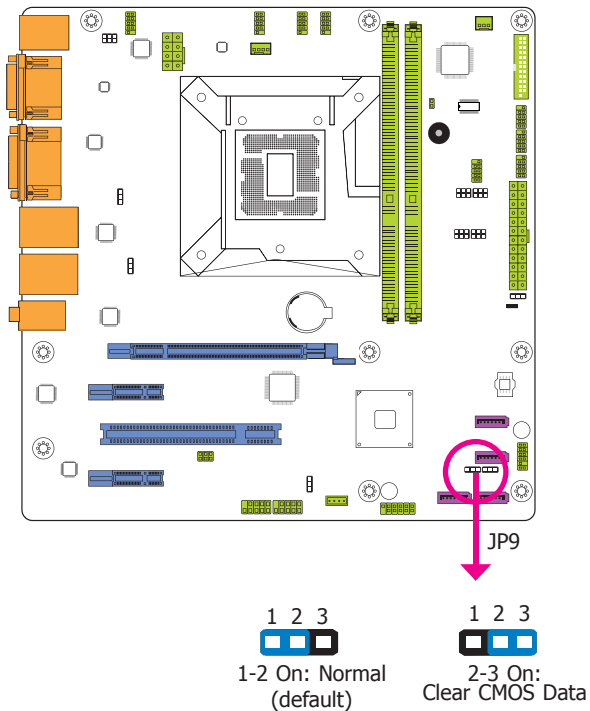 JP9
1 2 3
1-2 On: Normal
(default)
1 2 3
2-3 On:
Clear CMOS Data